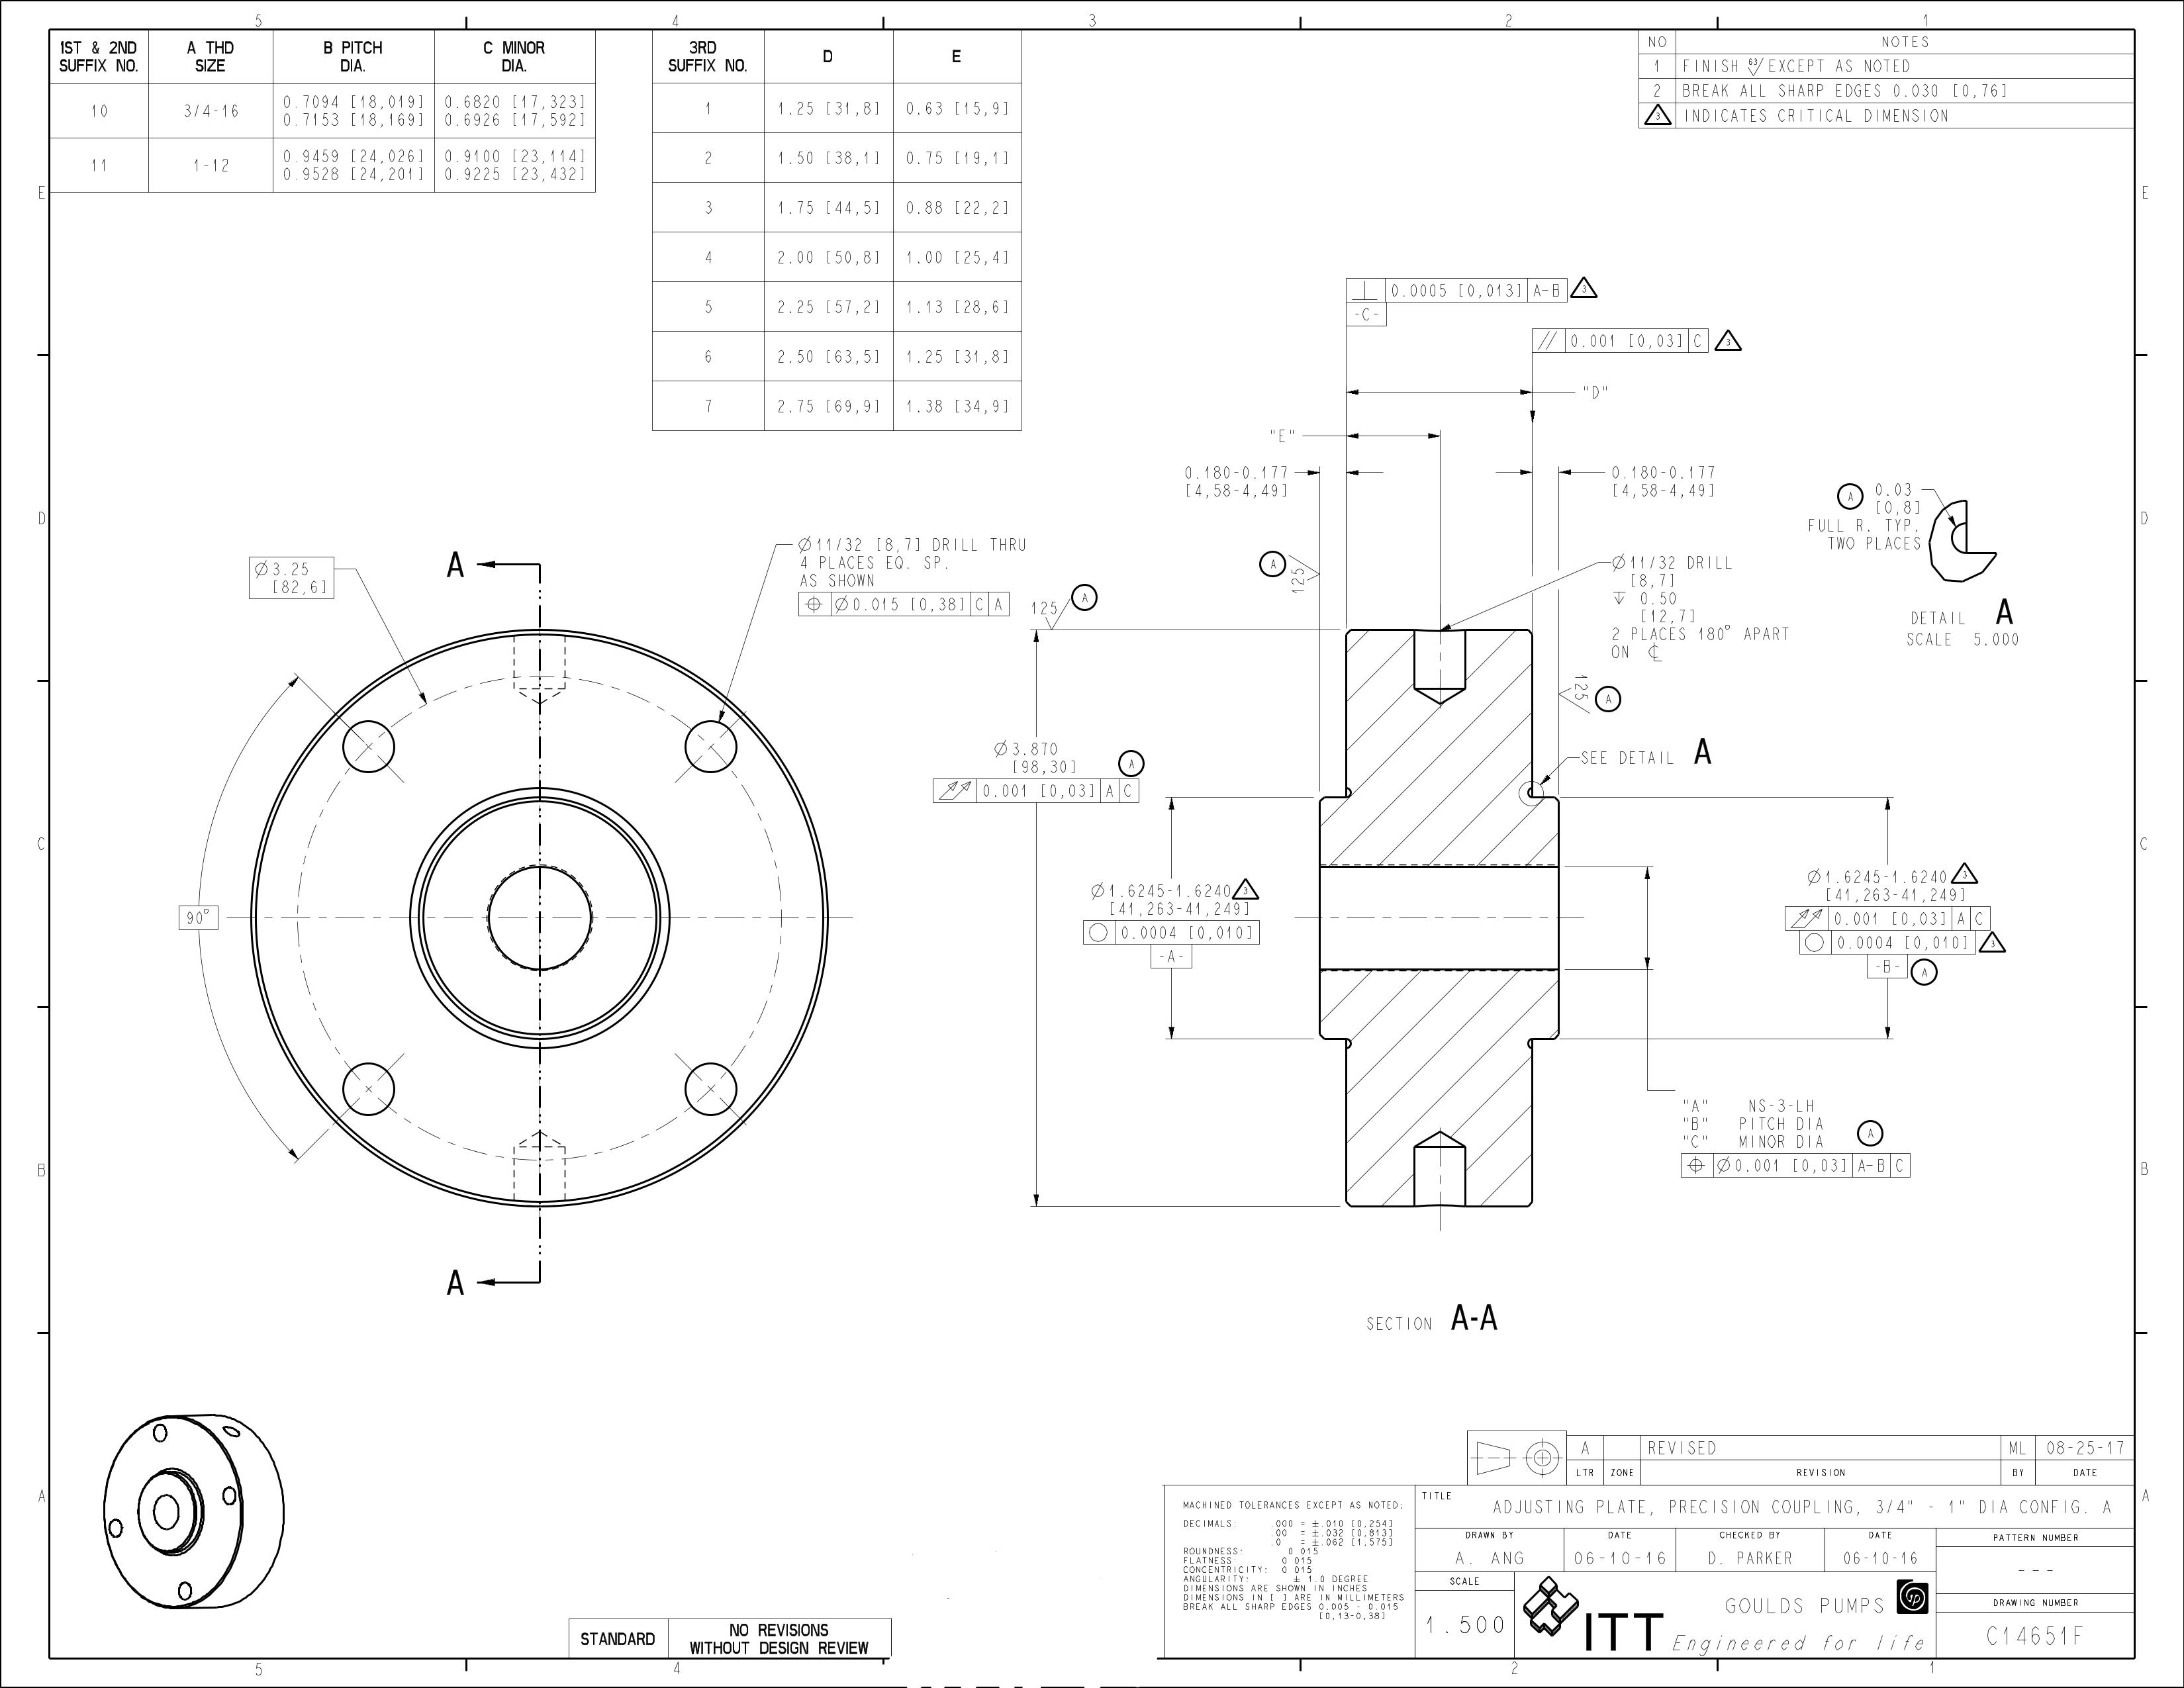 5 4 3 2 1
1ST & 2ND SUFFIX NO. A THD SIZE B PITCH DIA. C MINOR DIA.
10 3/4-16 0.7094 [18,019] 0.6820 [17,323]
0.7153 [18,169] 0.6926 [17,592]
11 1-12 0.9459 [24,026] 0.9100 [23,114]
0.9528 [24,201] 0.9225 [23,432]
3RD SUFFIX NO. D E
1 1.25 [31,8] 0.63 [15,9]
2 1.50 [38,1] 0.75 [19,1]
3 1.75 [44,5] 0.88 [22,2]
4 2.00 [50,8] 1.00 [25,4]
5 2.25 [57,2] 1.13 [28,6]
6 2.50 [63,5] 1.25 [31,8]
7 2.75 [69,9] 1.38 [34,9]
NO NOTES
1 FINISH 63 EXCEPT AS NOTED
2 BREAK ALL SHARP EDGES 0.030 [0,76]
3 INDICATES CRITICAL DIMENSION
E E
D D
C C
B B
A A
⊥ 0.0005 [0,013] A-B 3
-C-
// 0.001 [0,03] C 3
"D"
"E"
0.180-0.177
[4,58-4,49]
0.180-0.177
[4,58-4,49]
A 0.03
[0,8]
FULL R. TYP.
TWO PLACES
DETAIL A
SCALE 5.000
A
Ø3.25
[82,6]
Ø11/32 [8,7] DRILL THRU
4 PLACES EQ. SP.
AS SHOWN
⌖ Ø0.015 [0,38] C A
125 A
A 125
Ø11/32 DRILL
[8,7]
↧ 0.50
[12,7]
2 PLACES 180° APART
ON ℄
125 A
SEE DETAIL A
Ø3.870
[98,30] A
⌰ 0.001 [0,03] A C
90°
Ø1.6245-1.6240 3
[41,263-41,249]
○ 0.0004 [0,010]
-A-
Ø1.6245-1.6240 3
[41,263-41,249]
⌰ 0.001 [0,03] A C
○ 0.0004 [0,010] 3
-B- A
"A" NS-3-LH
"B" PITCH DIA
"C" MINOR DIA A
⌖ Ø0.001 [0,03] A-B C
A
SECTION A-A
A REVISED ML 08-25-17
LTR ZONE REVISION BY DATE
MACHINED TOLERANCES EXCEPT AS NOTED:
DECIMALS: .000 = ±.010 [0,254]
.00 = ±.032 [0,813]
.0 = ±.062 [1,575]
ROUNDNESS: 0.015
FLATNESS: 0.015
CONCENTRICITY: 0.015
ANGULARITY: ± 1.0 DEGREE
DIMENSIONS ARE SHOWN IN INCHES
DIMENSIONS IN [ ] ARE IN MILLIMETERS
BREAK ALL SHARP EDGES 0.005 - 0.015
[0,13-0,38]
TITLE
ADJUSTING PLATE, PRECISION COUPLING, 3/4" - 1" DIA CONFIG. A
DRAWN BY DATE CHECKED BY DATE PATTERN NUMBER
A. ANG 06-10-16 D. PARKER 06-10-16 ---
SCALE
1.500
ITT
GOULDS PUMPS gp
Engineered for life
DRAWING NUMBER
C14651F
STANDARD
NO REVISIONS
WITHOUT DESIGN REVIEW
5 4 2 1